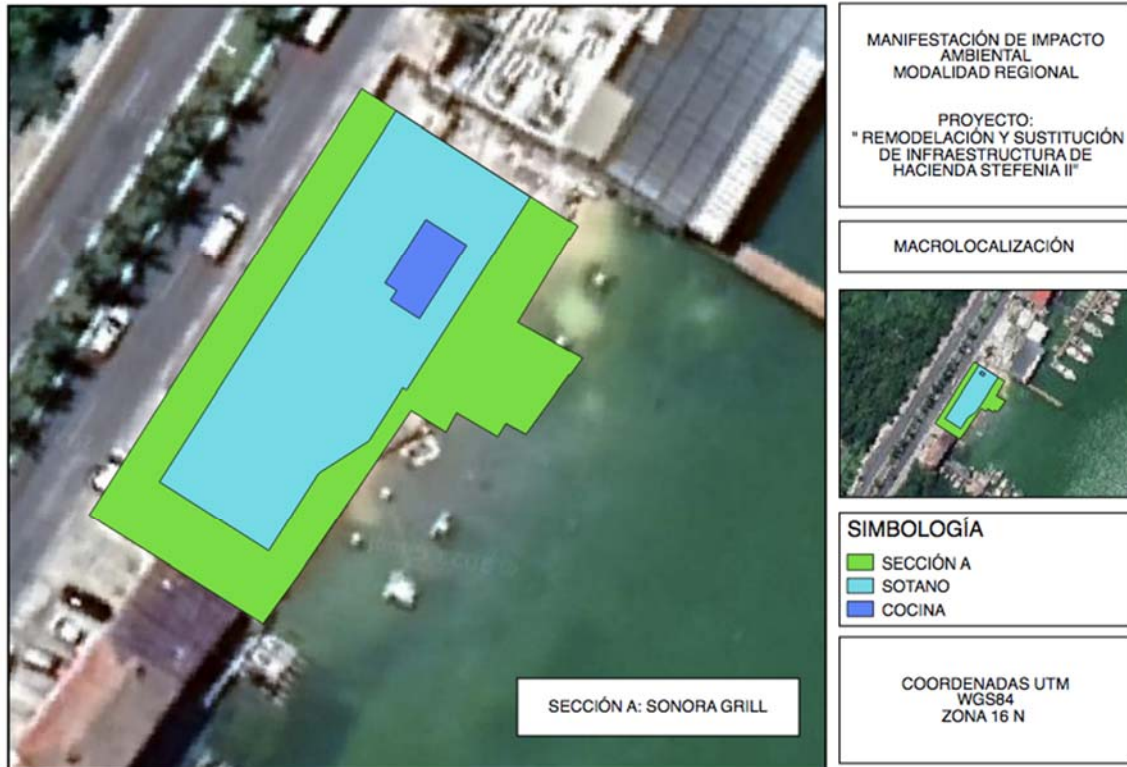 MANIFESTACIÓN DE IMPACTO
AMBIENTAL
MODALIDAD REGIONAL
PROYECTO:
" REMODELACIÓN Y SUSTITUCIÓN
DE INFRAESTRUCTURA DE
HACIENDA STEFENIA II"
MACROLOCALIZACIÓN
SIMBOLOGÍA
SECCIÓN A
SOTANO
COCINA
COORDENADAS UTM
WGS84
ZONA 16 N
SECCIÓN A: SONORA GRILL